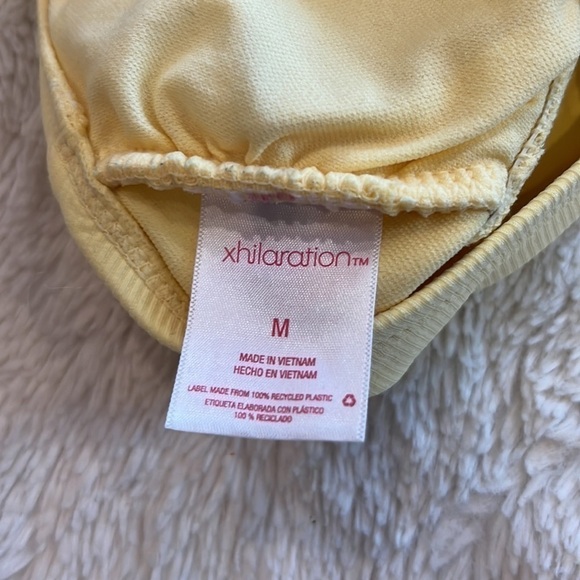 xhilaration™
M
MADE IN VIETNAM
HECHO EN VIETNAM
LABEL MADE FROM 100% RECYCLED PLASTIC
ETIQUETA ELABORADA CON PLÁSTICO
100 % RECICLADO